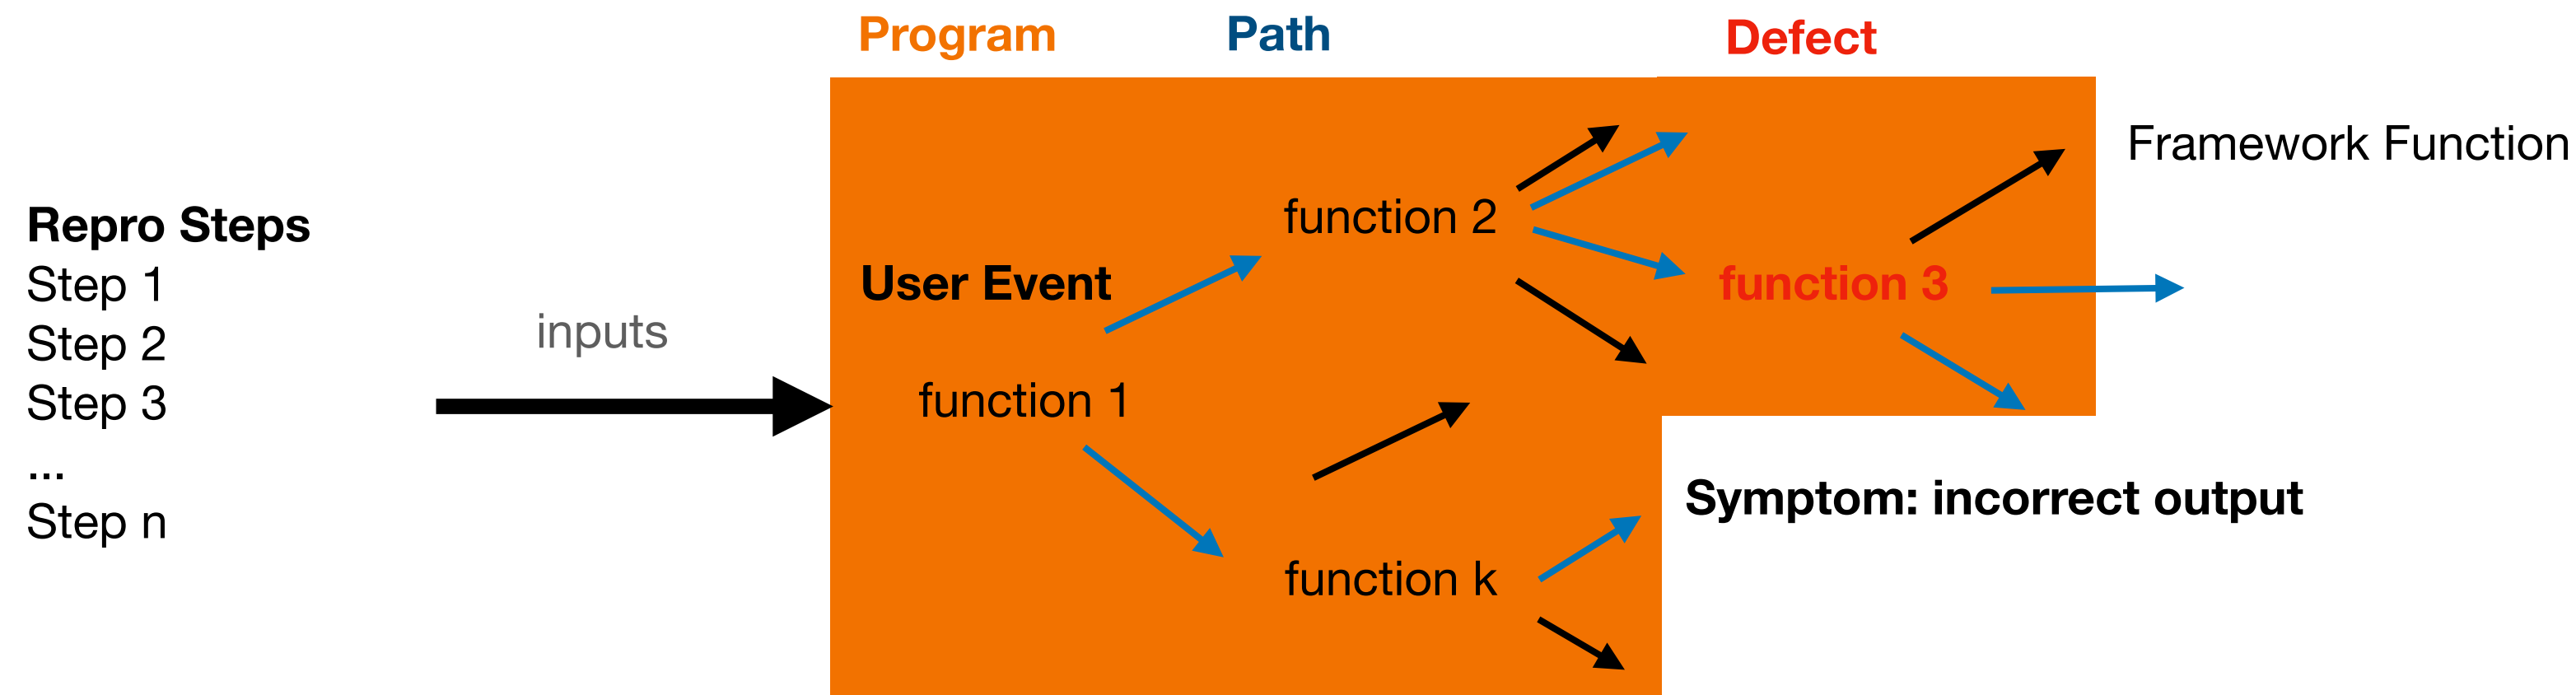 Program
Path
Defect
Framework Function
Repro Steps
Step 1
Step 2
Step 3
...
Step n
inputs
User Event
function 1
function 2
function 3
function k
Symptom: incorrect output